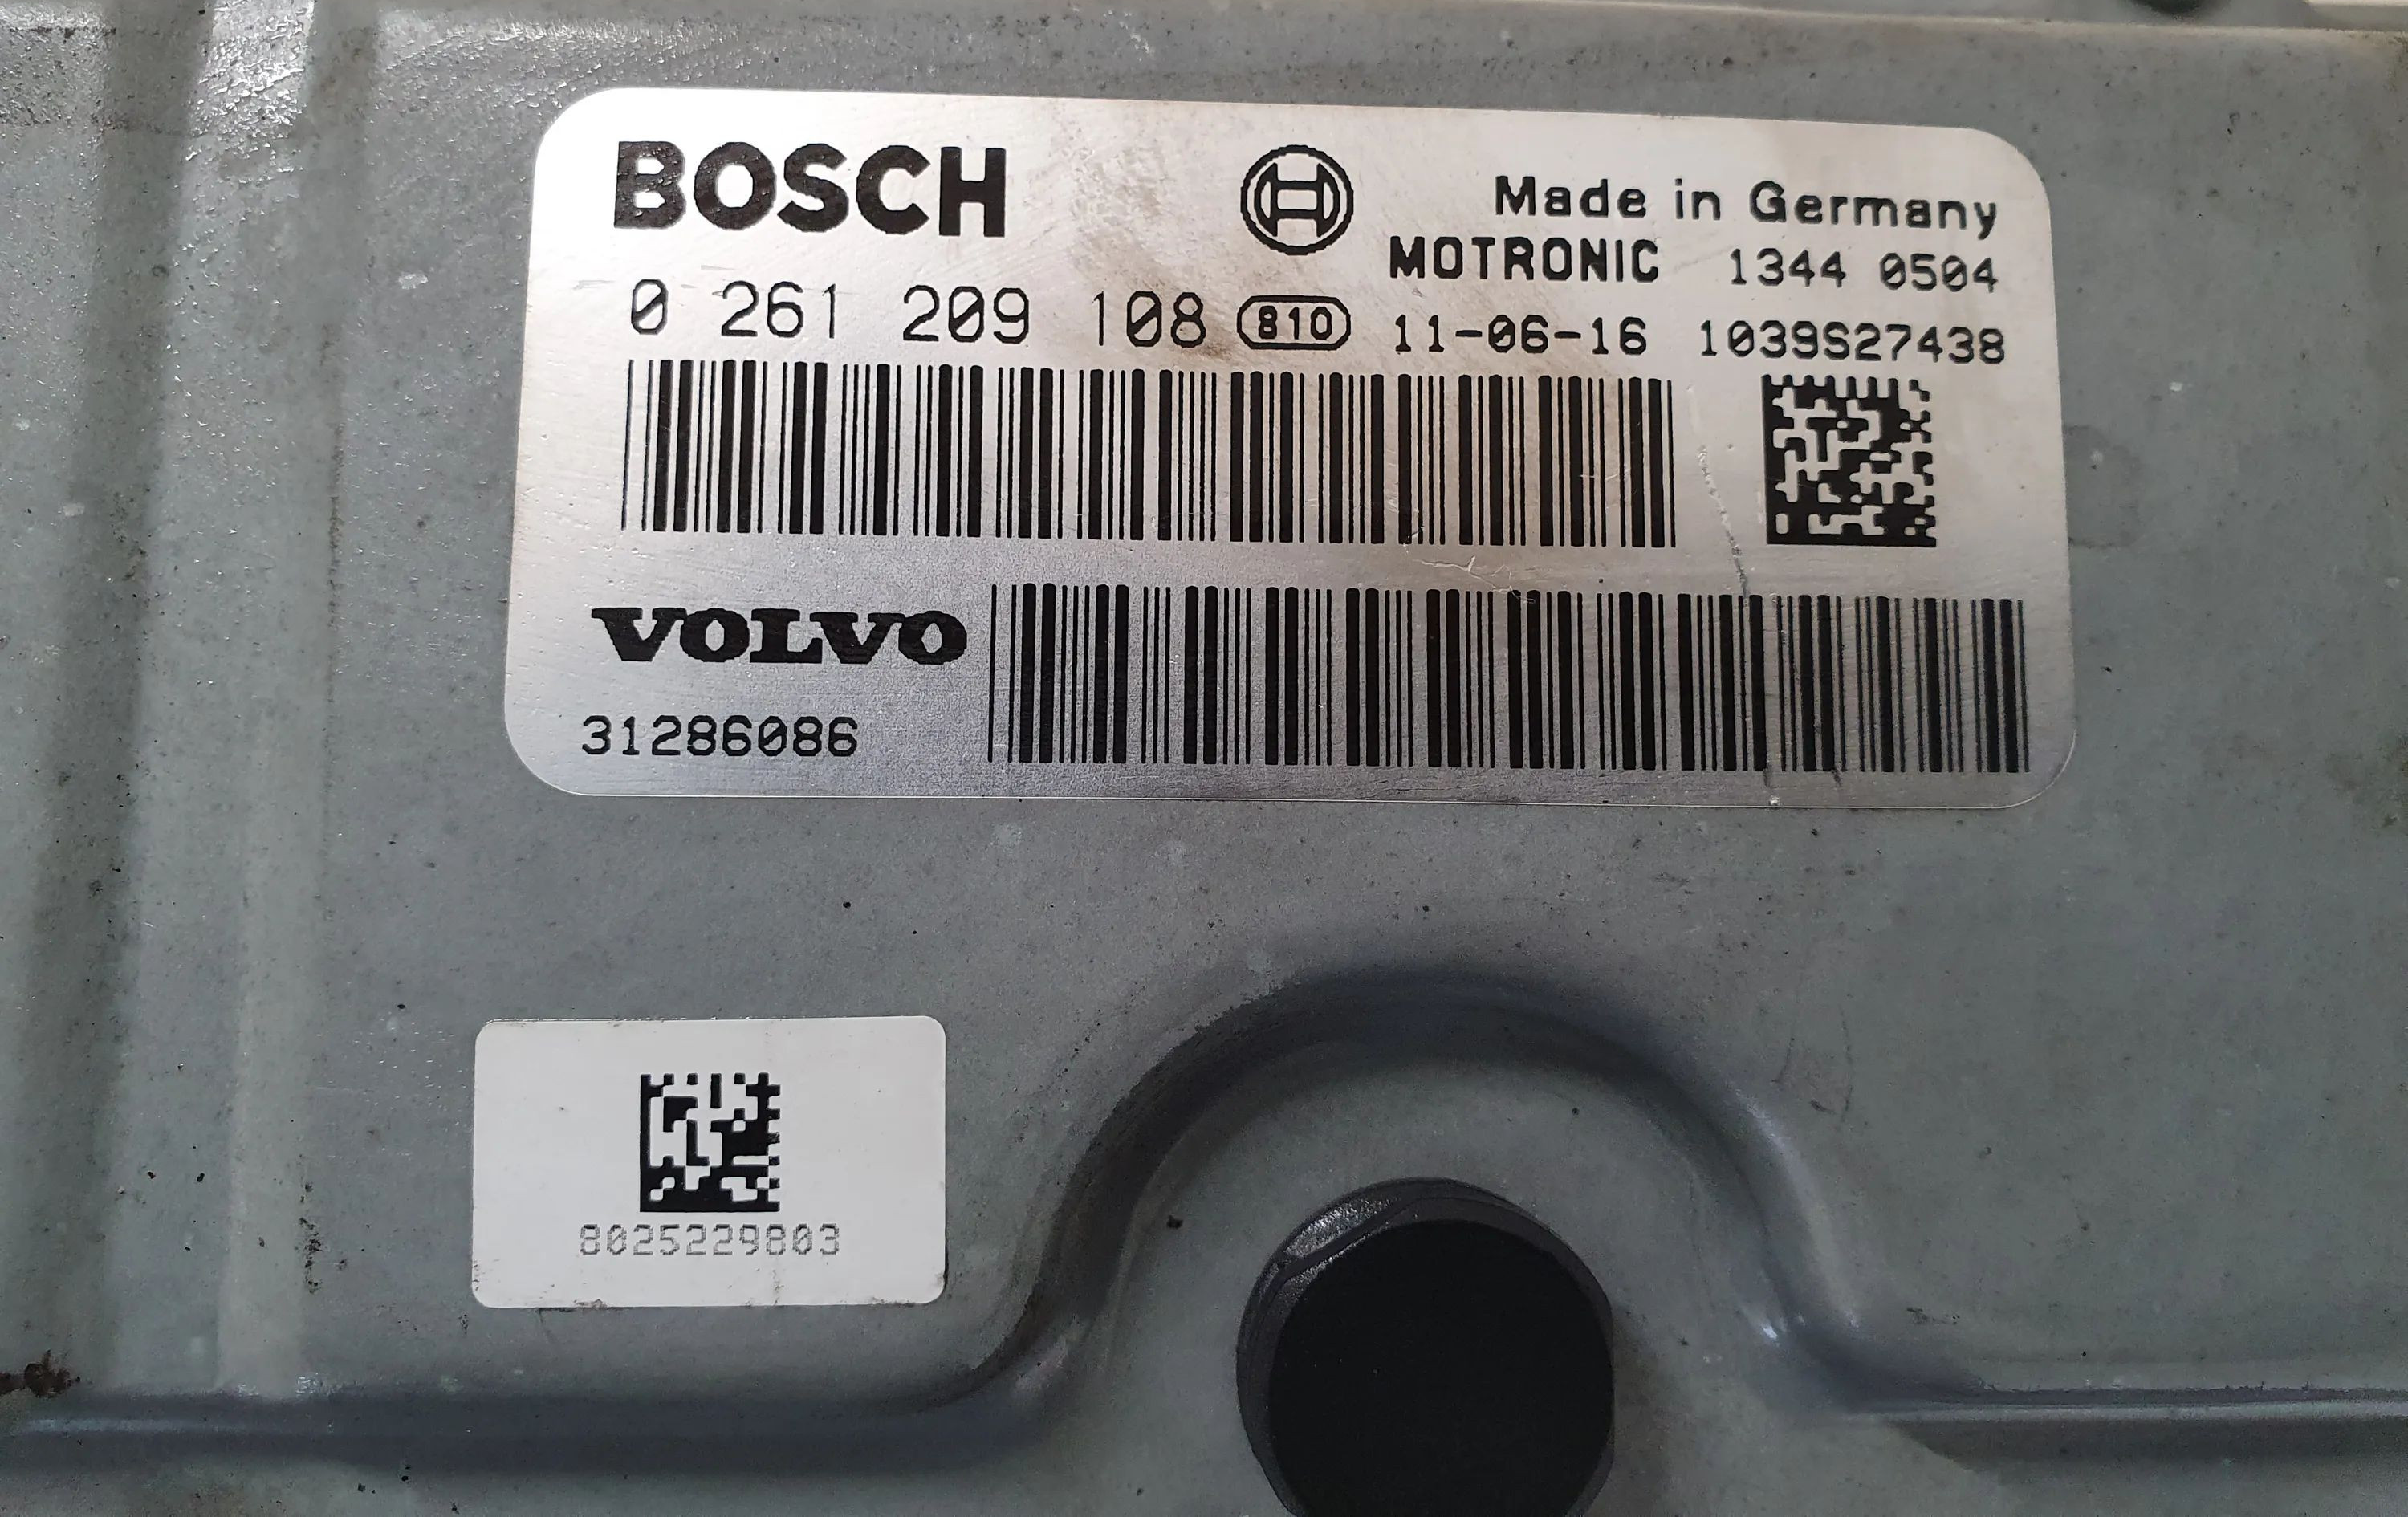 BOSCH
Made in Germany
MOTRONIC 1344 0504
0 261 209 108 810 11-06-16 1039S27438
VOLVO
31286086
8025229803